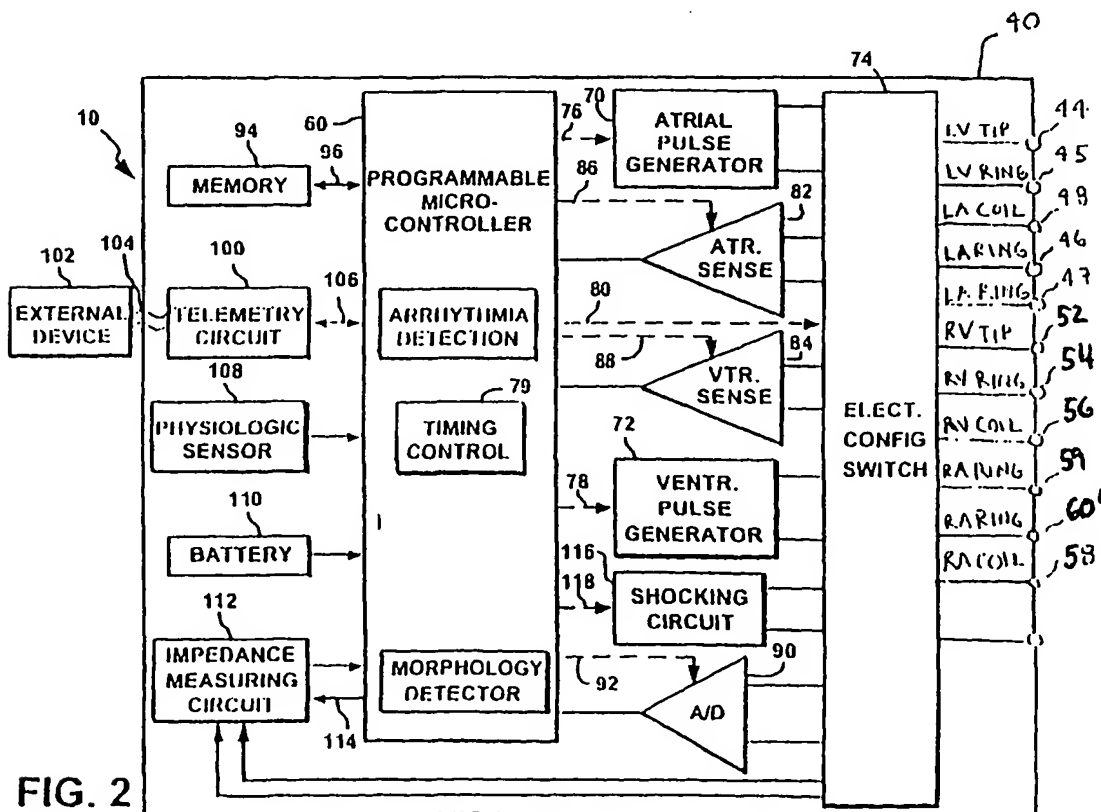 40
74
10
94
MEMORY
96
60
PROGRAMMABLE
MICRO-
CONTROLLER
76
70
ATRIAL
PULSE
GENERATOR
86
82
ATR.
SENSE
102
EXTERNAL
DEVICE
104
100
TELEMETRY
CIRCUIT
106
ARRHYTHMIA
DETECTION
80
88
84
VTR.
SENSE
108
PHYSIOLOGIC
SENSOR
79
TIMING
CONTROL
72
78
VENTR.
PULSE
GENERATOR
110
BATTERY
116
118
SHOCKING
CIRCUIT
112
IMPEDANCE
MEASURING
CIRCUIT
114
MORPHOLOGY
DETECTOR
92
90
A/D
ELECT.
CONFIG
SWITCH
LV TIP 44
LV RING 45
LA COIL 48
LA RING 46
LA RING 47
RV TIP 52
RV RING 54
RV COIL 56
RA RING 59
RA RING 60'
RA COIL 58
FIG. 2